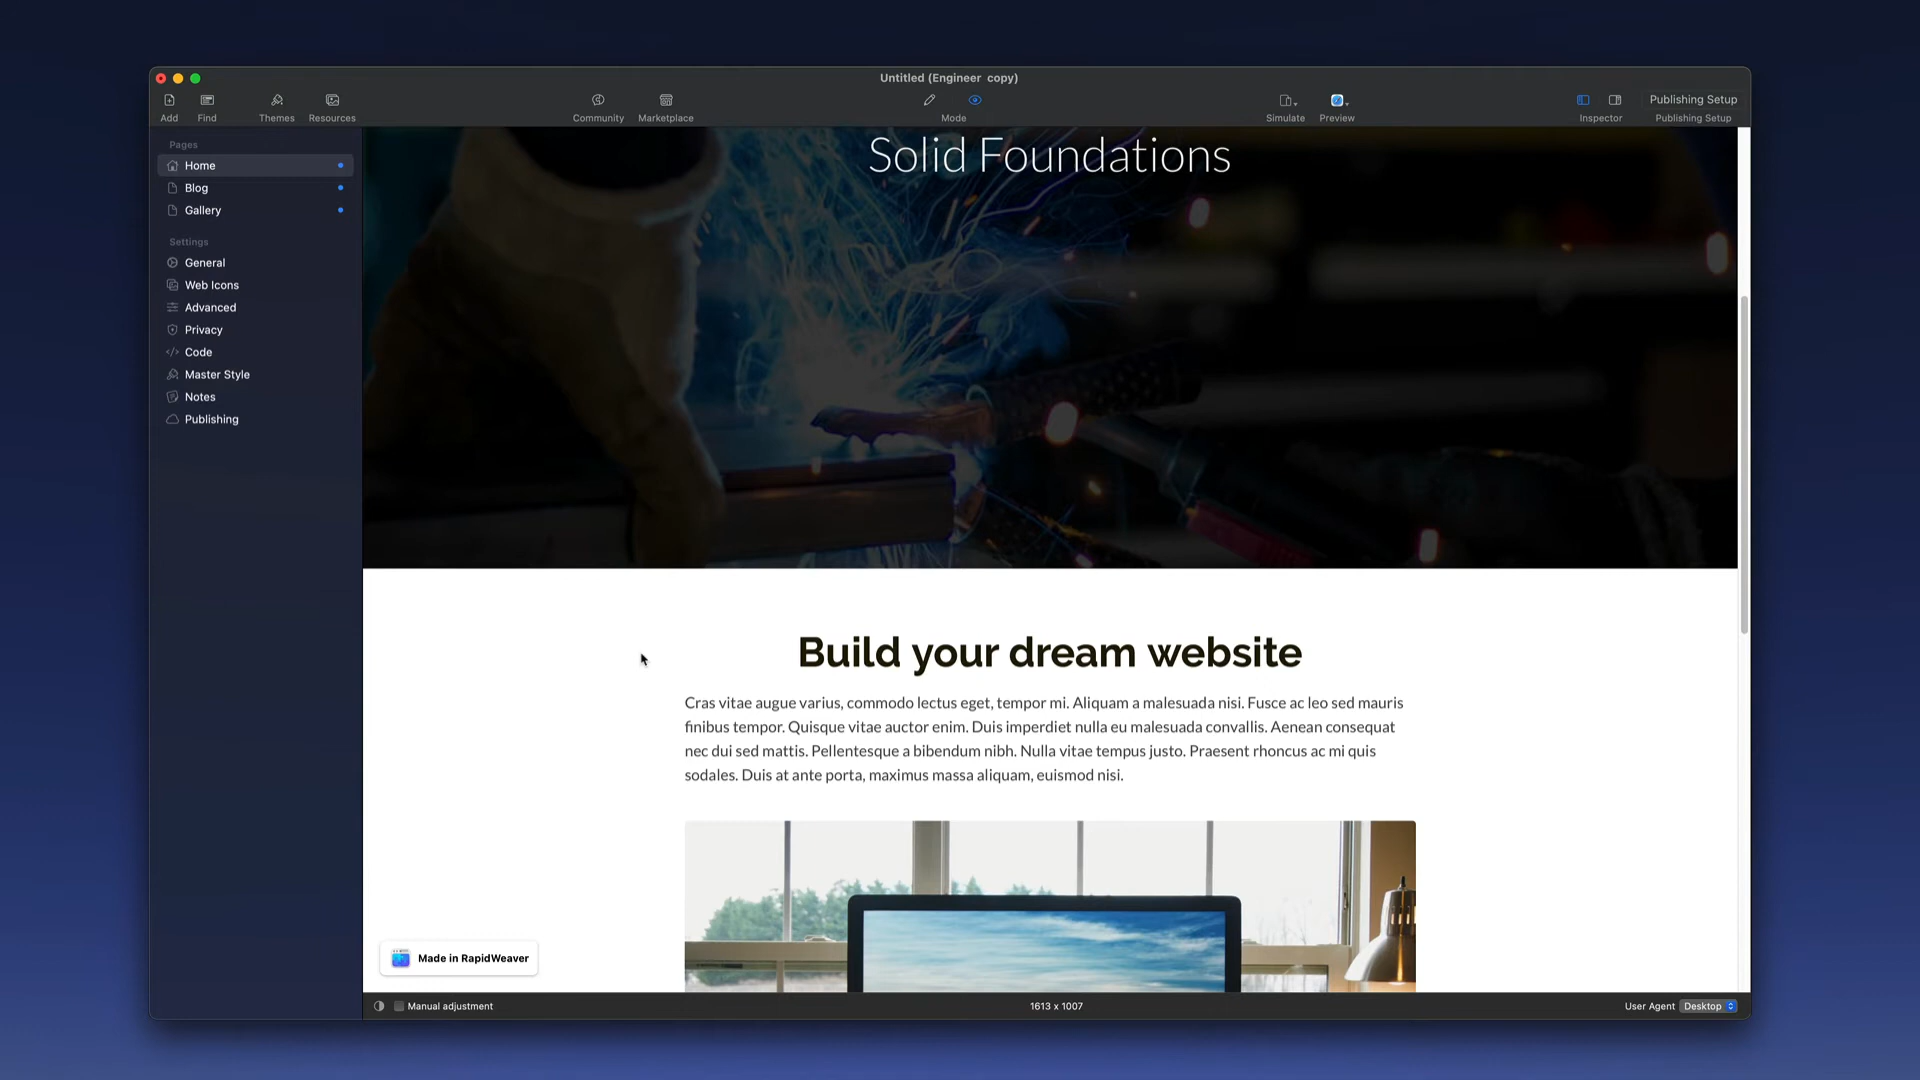 Untitled (Engineer copy)
Add
Find
Themes
Resources
Community
Marketplace
Mode
Simulate
Preview
Inspector
Publishing Setup
Publishing Setup
Pages
Home
Blog
Gallery
Settings
General
Web Icons
Advanced
Privacy
Code
Master Style
Notes
Publishing
Solid Foundations
Build your dream website
Cras vitae augue varius, commodo lectus eget, tempor mi. Aliquam a malesuada nisi. Fusce ac leo sed mauris
finibus tempor. Quisque vitae auctor enim. Duis imperdiet nulla eu malesuada convallis. Aenean consequat
nec dui sed mattis. Pellentesque a bibendum nibh. Nulla vitae tempus justo. Praesent rhoncus ac mi quis
sodales. Duis at ante porta, maximus massa aliquam, euismod nisi.
Made in RapidWeaver
Manual adjustment
1613 x 1007
User Agent
Desktop